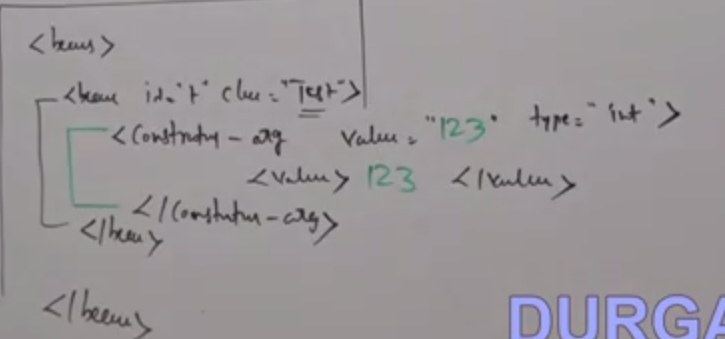 <beans>
<bean id="t" class="Test">
<constructor-arg value="123" type="int">
<value> 123 </value>
</constructor-arg>
</bean>
</beans>
DURGA